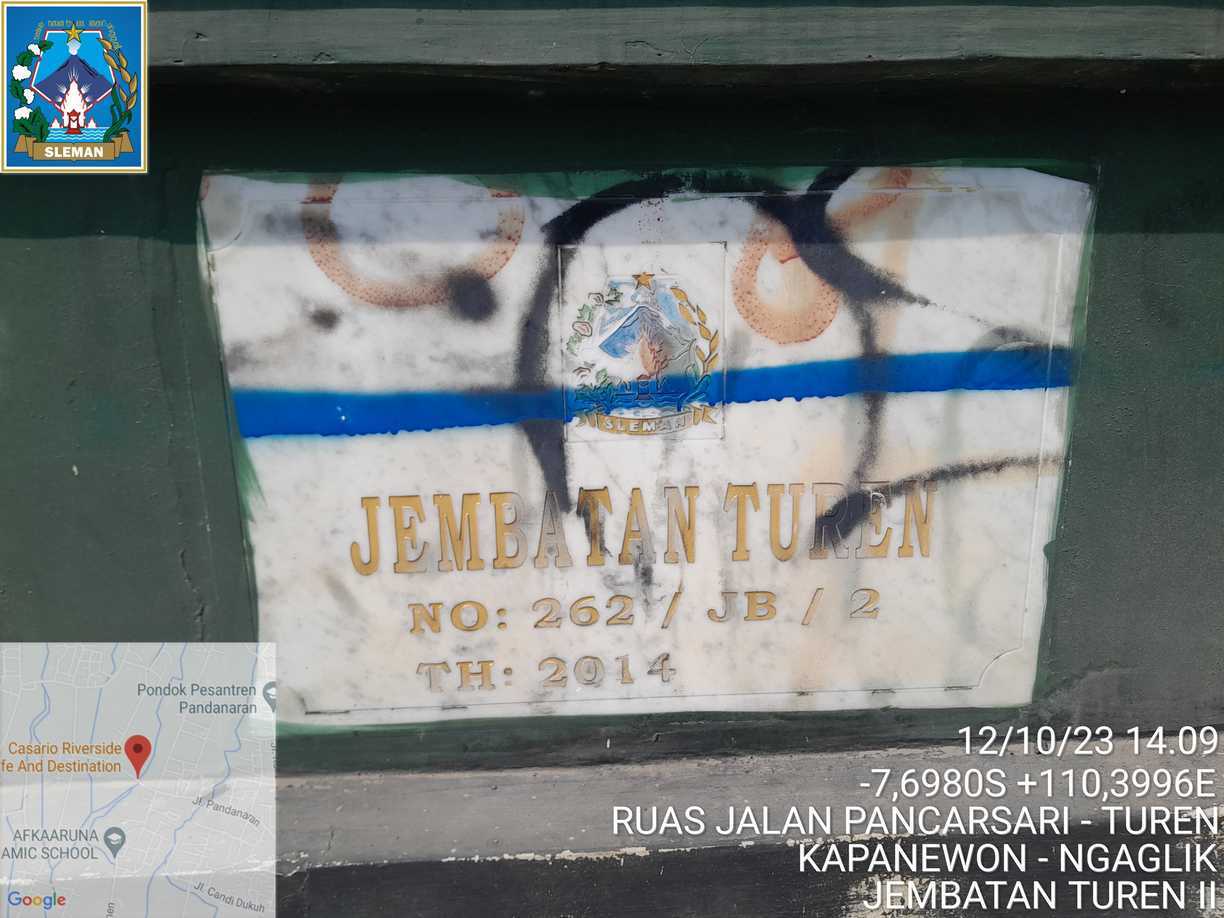 SLEMAN
SLEMAN
JEMBATAN TUREN
NO: 262 / JB / 2
TH: 2014
Pondok Pesantren
Pandanaran
Casario Riverside
fe And Destination
Jl. Pandanaran
AFKAARUNA
AMIC SCHOOL
Jl. Candi Dukuh
Google
12/10/23 14.09
-7,6980S +110,3996E
RUAS JALAN PANCARSARI - TUREN
KAPANEWON - NGAGLIK
JEMBATAN TUREN II